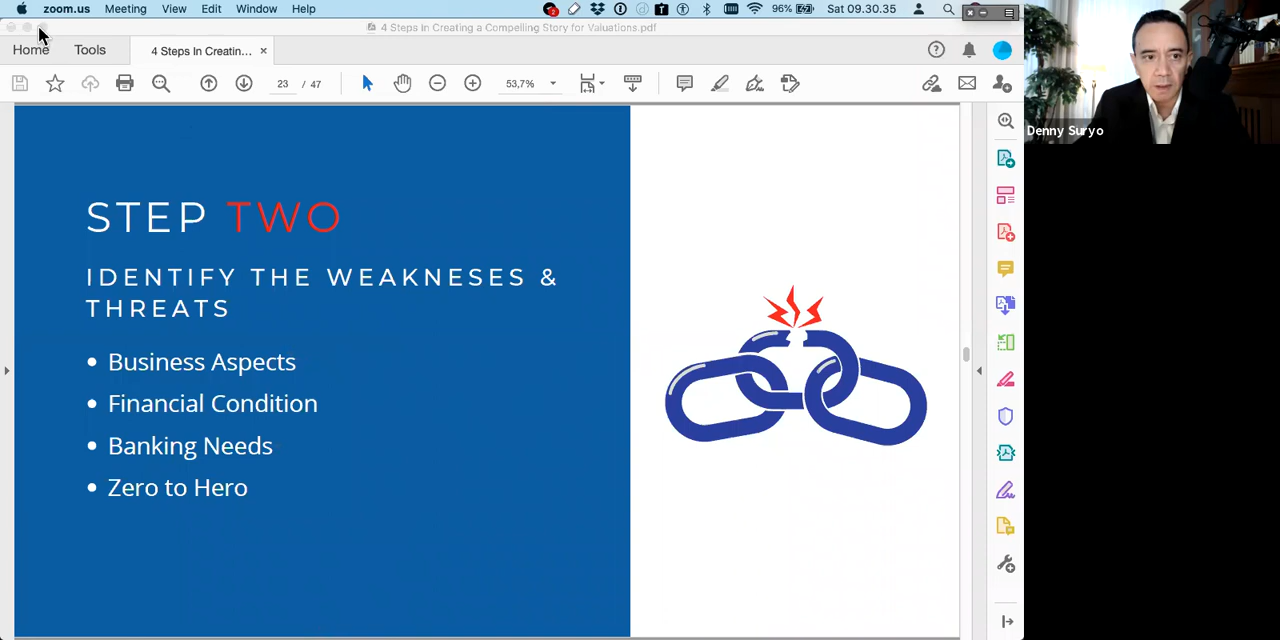 zoom.us Meeting View Edit Window Help 2 96% Sat 09.30.35
4 Steps In Creating a Compelling Story for Valuations.pdf
Home Tools 4 Steps In Creatin... ×
23 / 47 53,7%
Denny Suryo
STEP TWO
IDENTIFY THE WEAKNESES &
THREATS
• Business Aspects
• Financial Condition
• Banking Needs
• Zero to Hero